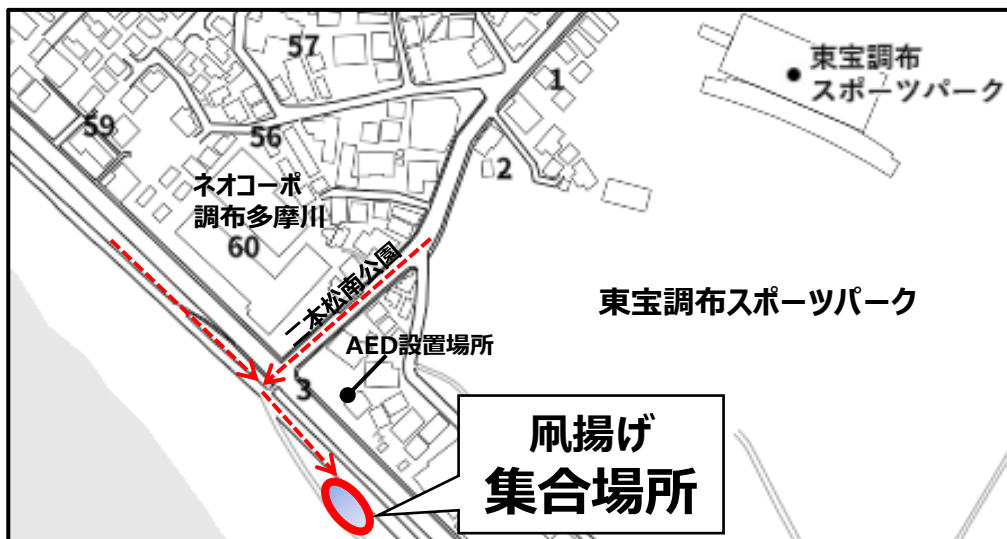 57
1
東宝調布
スポーツパーク
59
56
2
ネオコーポ
調布多摩川
60
一本松南公園
東宝調布スポーツパーク
AED設置場所
3
凧揚げ
集合場所